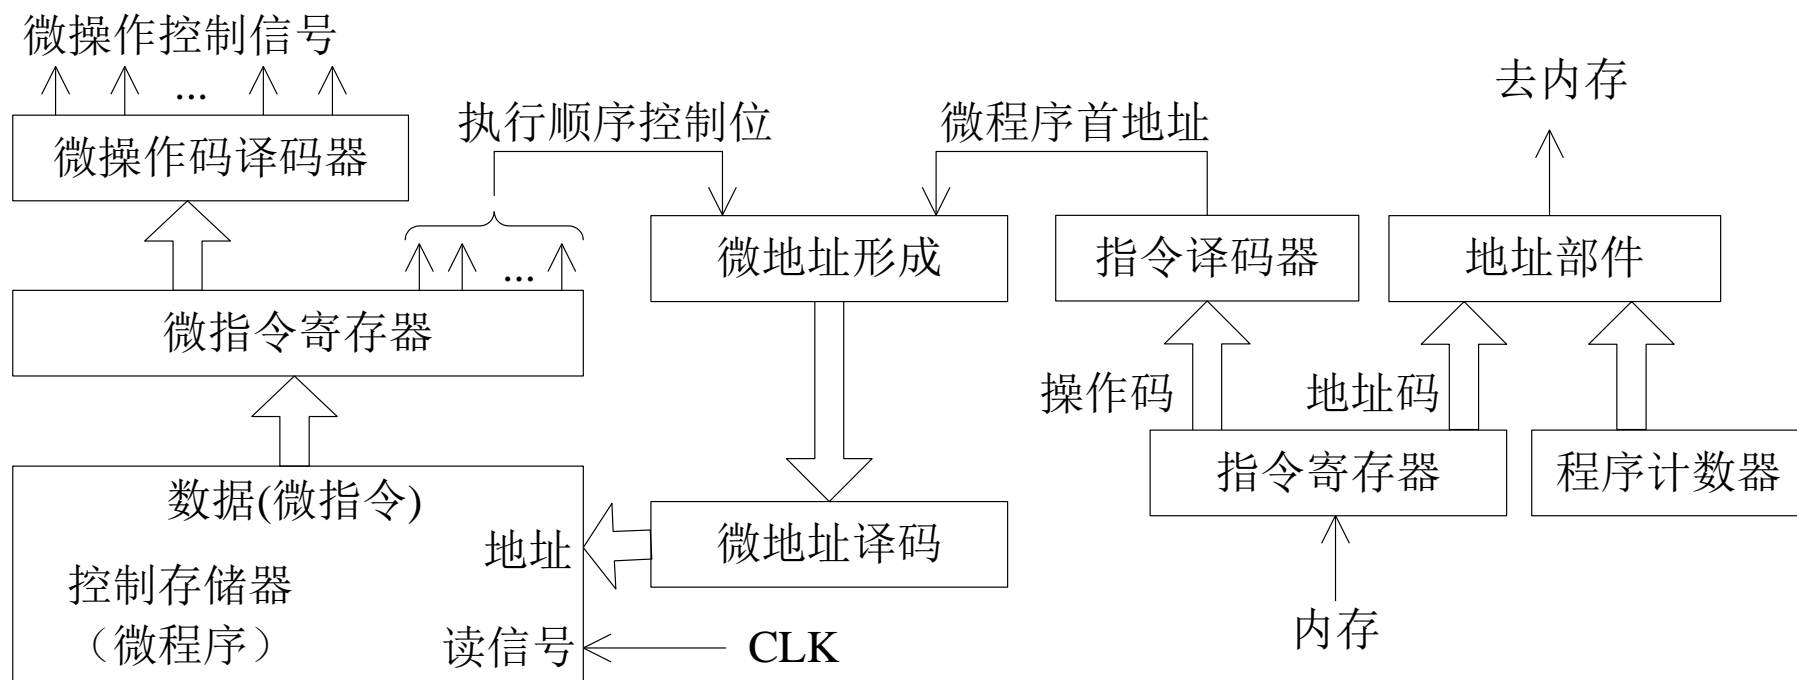 微操作控制信号
...
微操作码译码器
执行顺序控制位
微程序首地址
去内存
微地址形成
指令译码器
地址部件
...
微指令寄存器
操作码
地址码
指令寄存器
程序计数器
数据(微指令)
地址
微地址译码
控制存储器
（微程序）
读信号
CLK
内存